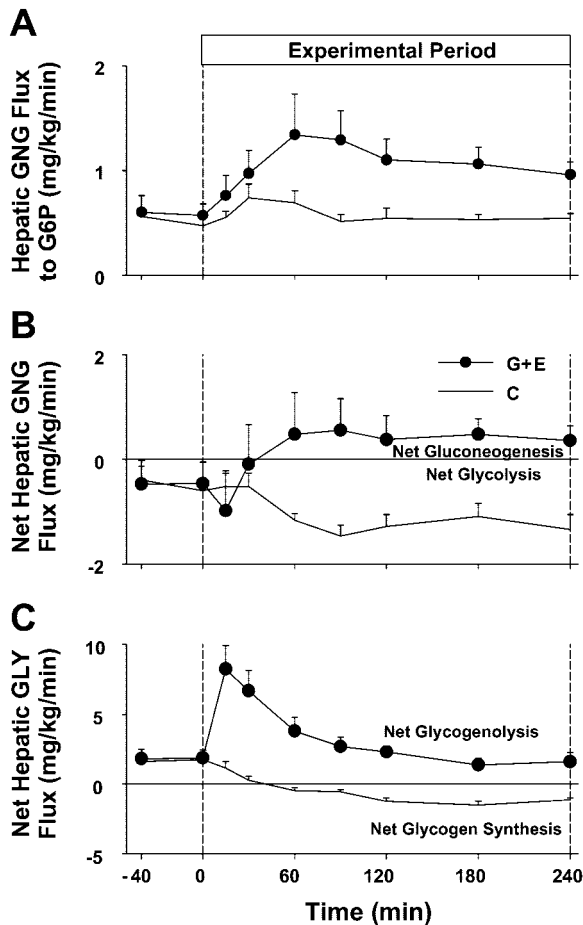 A
Experimental Period
Hepatic GNG Flux
to G6P (mg/kg/min)
2
1
0
B
Net Hepatic GNG
Flux (mg/kg/min)
2
0
-2
G+E
C
Net Gluconeogenesis
Net Glycolysis
C
Net Hepatic GLY
Flux (mg/kg/min)
10
5
0
-5
Net Glycogenolysis
Net Glycogen Synthesis
-40 0 60 120 180 240
Time (min)